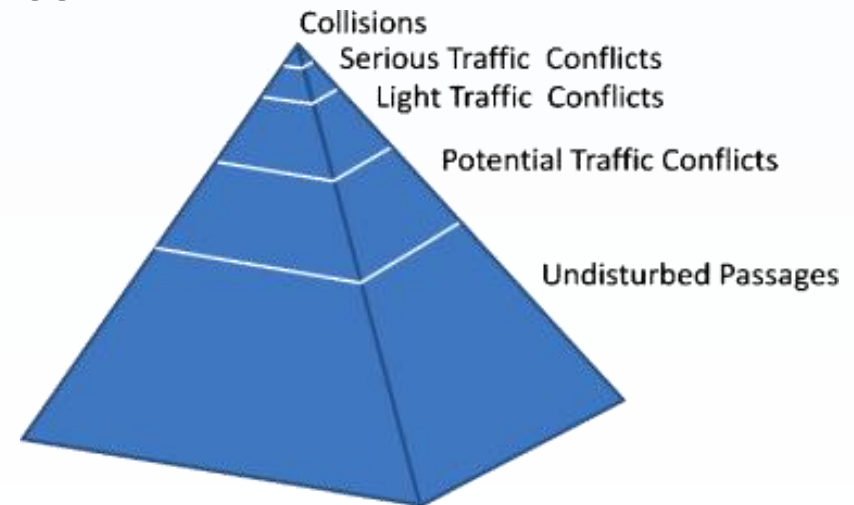 Collisions
Serious Traffic Conflicts
Light Traffic Conflicts
Potential Traffic Conflicts
Undisturbed Passages